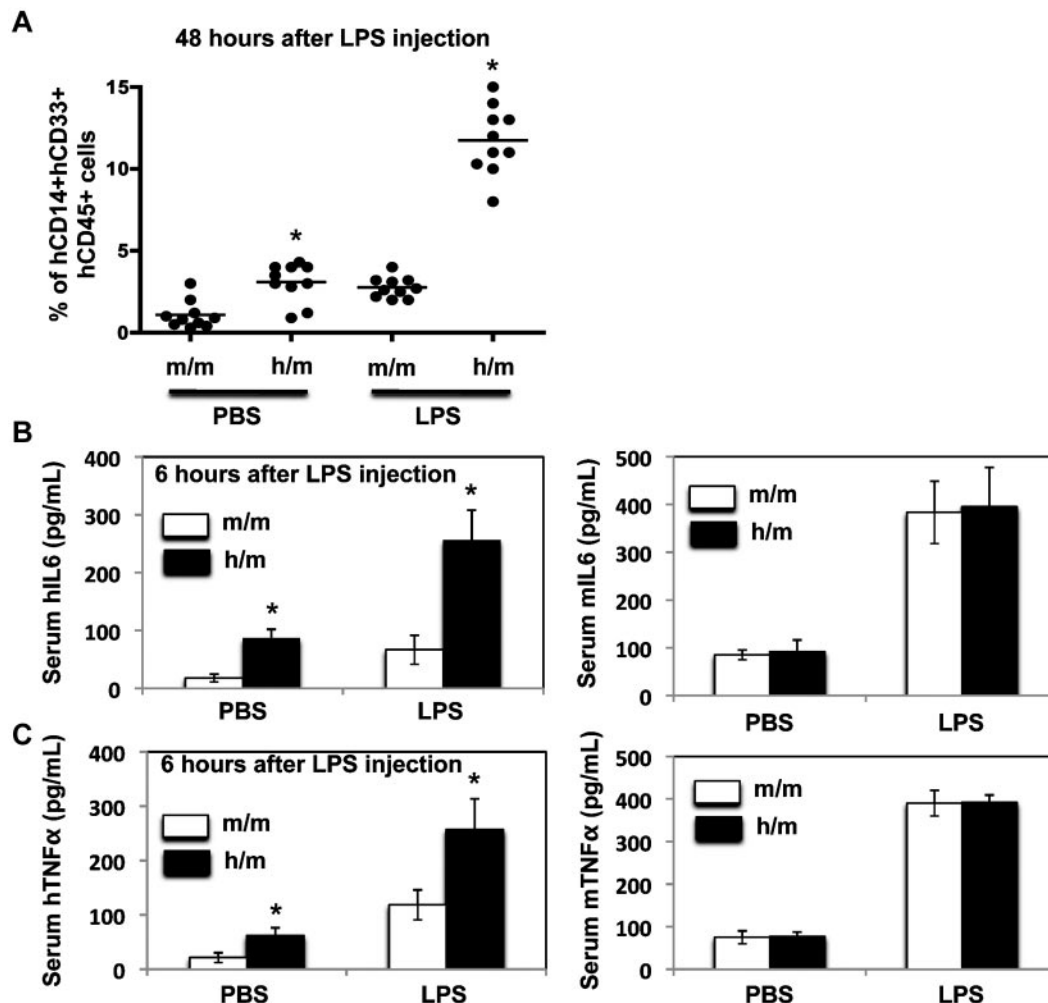 A
48 hours after LPS injection
% of hCD14+hCD33+
hCD45+ cells
15
10
5
0
m/m
h/m
m/m
h/m
PBS
LPS
B
Serum hIL6 (pg/mL)
400
300
200
100
0
6 hours after LPS injection
m/m
h/m
*
*
PBS
LPS
Serum mIL6 (pg/mL)
500
400
300
200
100
0
m/m
h/m
PBS
LPS
C
Serum hTNFα (pg/mL)
400
300
200
100
0
6 hours after LPS injection
m/m
h/m
*
*
PBS
LPS
Serum mTNFα (pg/mL)
500
400
300
200
100
0
m/m
h/m
PBS
LPS